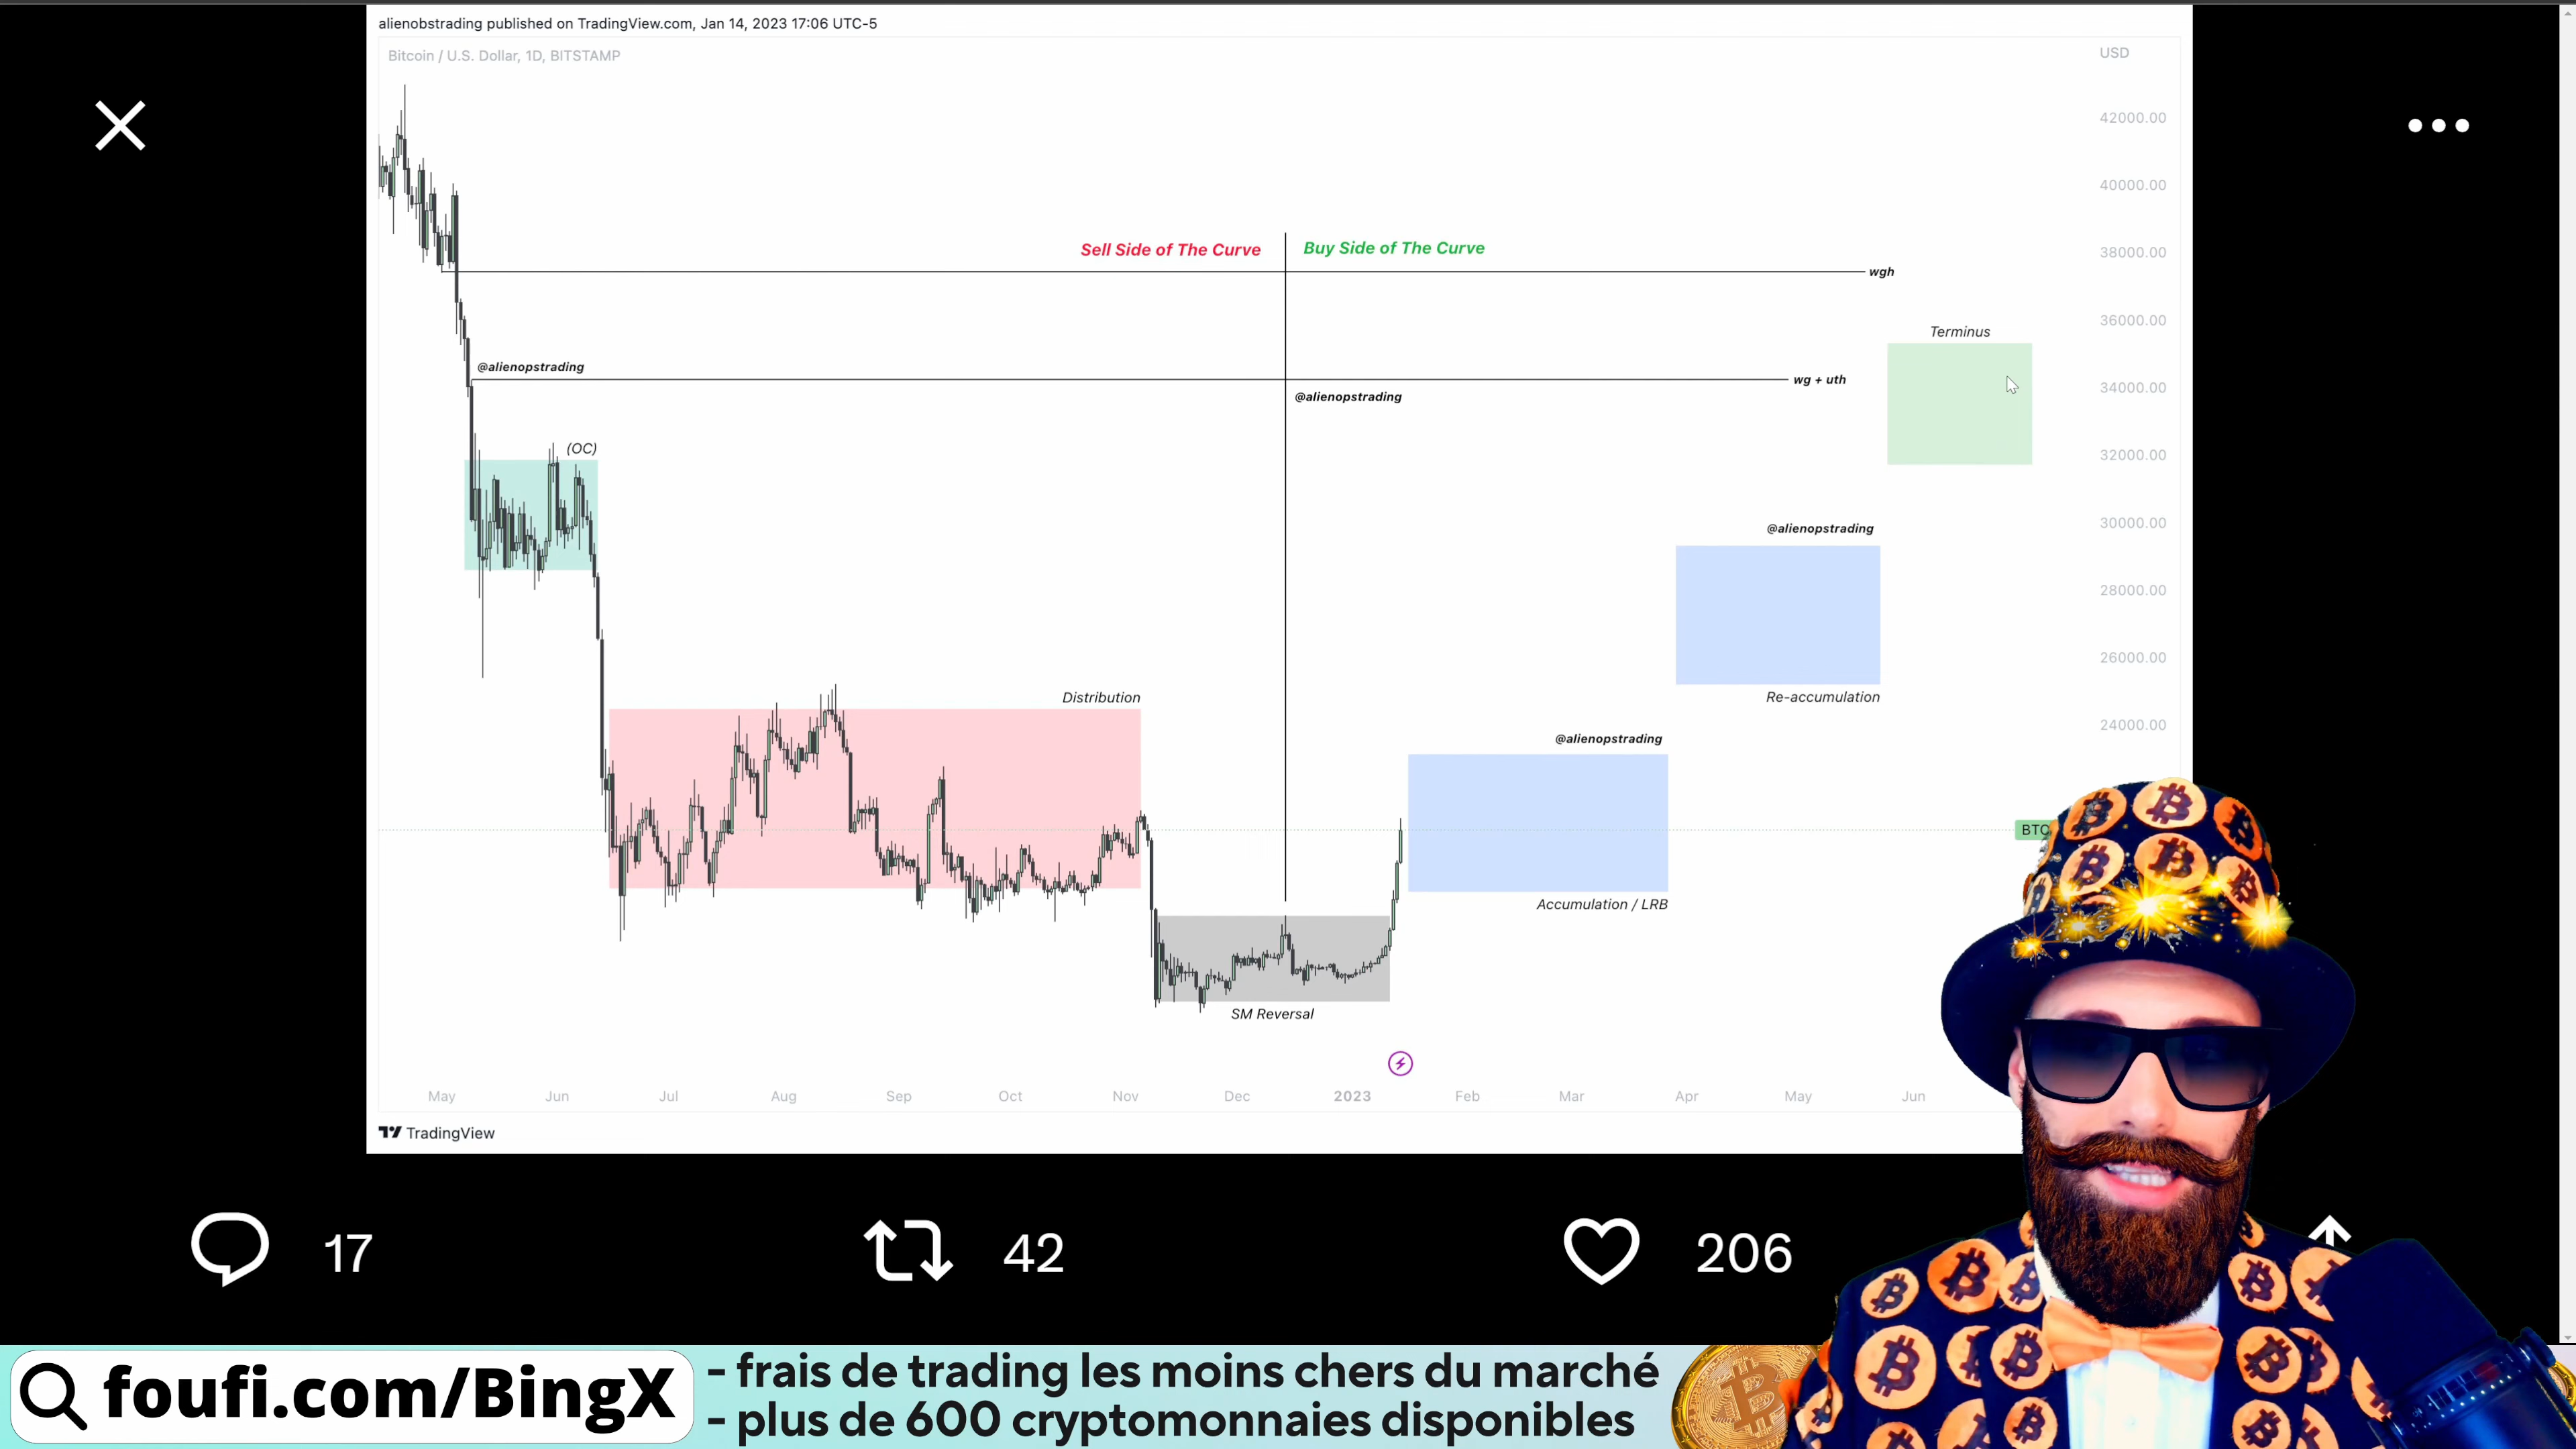 alienobstrading published on TradingView.com, Jan 14, 2023 17:06 UTC-5
Bitcoin / U.S. Dollar, 1D, BITSTAMP
USD
42000.00
40000.00
38000.00
36000.00
34000.00
32000.00
30000.00
28000.00
26000.00
24000.00
Sell Side of The Curve
Buy Side of The Curve
wgh
Terminus
@alienopstrading
wg + uth
@alienopstrading
(OC)
@alienopstrading
Re-accumulation
Distribution
@alienopstrading
BTC
Accumulation / LRB
SM Reversal
May Jun Jul Aug Sep Oct Nov Dec 2023 Feb Mar Apr May Jun
TradingView
17
42
206
foufi.com/BingX
- frais de trading les moins chers du marché
- plus de 600 cryptomonnaies disponibles